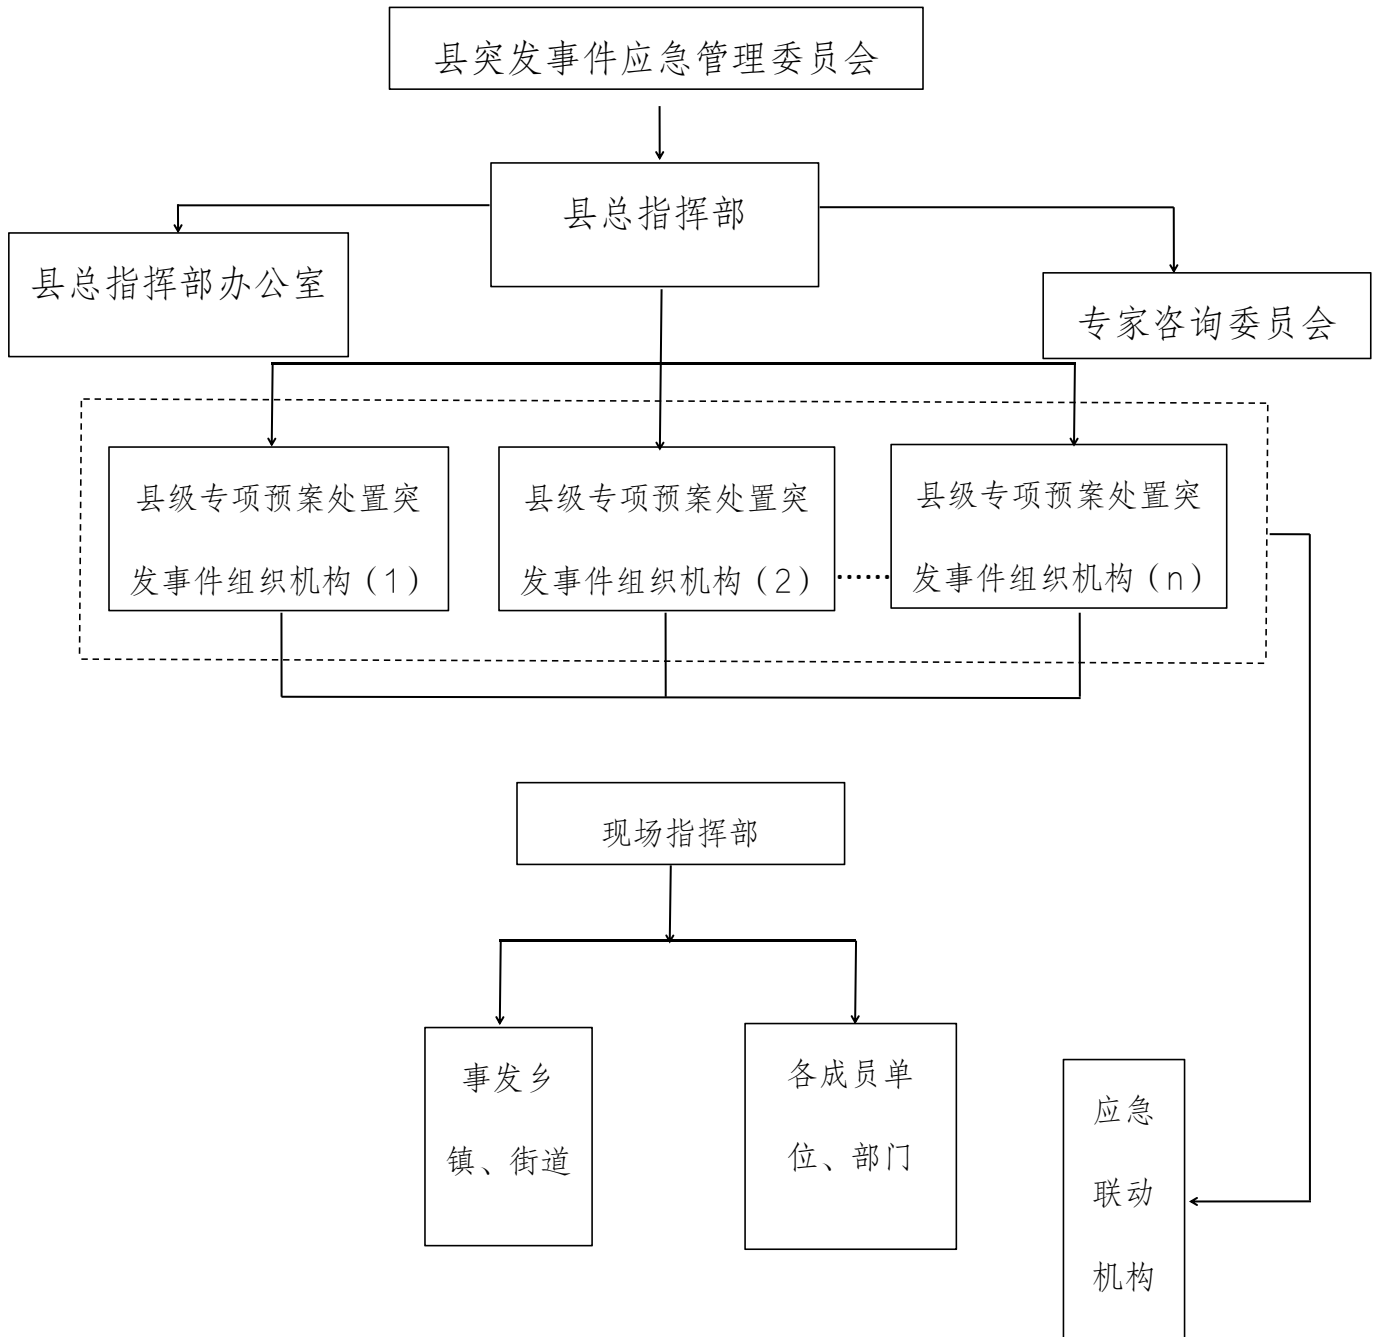 县突发事件应急管理委员会
县总指挥部
县总指挥部办公室
专家咨询委员会
县级专项预案处置突
发事件组织机构（1）
县级专项预案处置突
发事件组织机构（2）
……
县级专项预案处置突
发事件组织机构（n）
现场指挥部
事发乡
镇、街道
各成员单
位、部门
应急
联动
机构